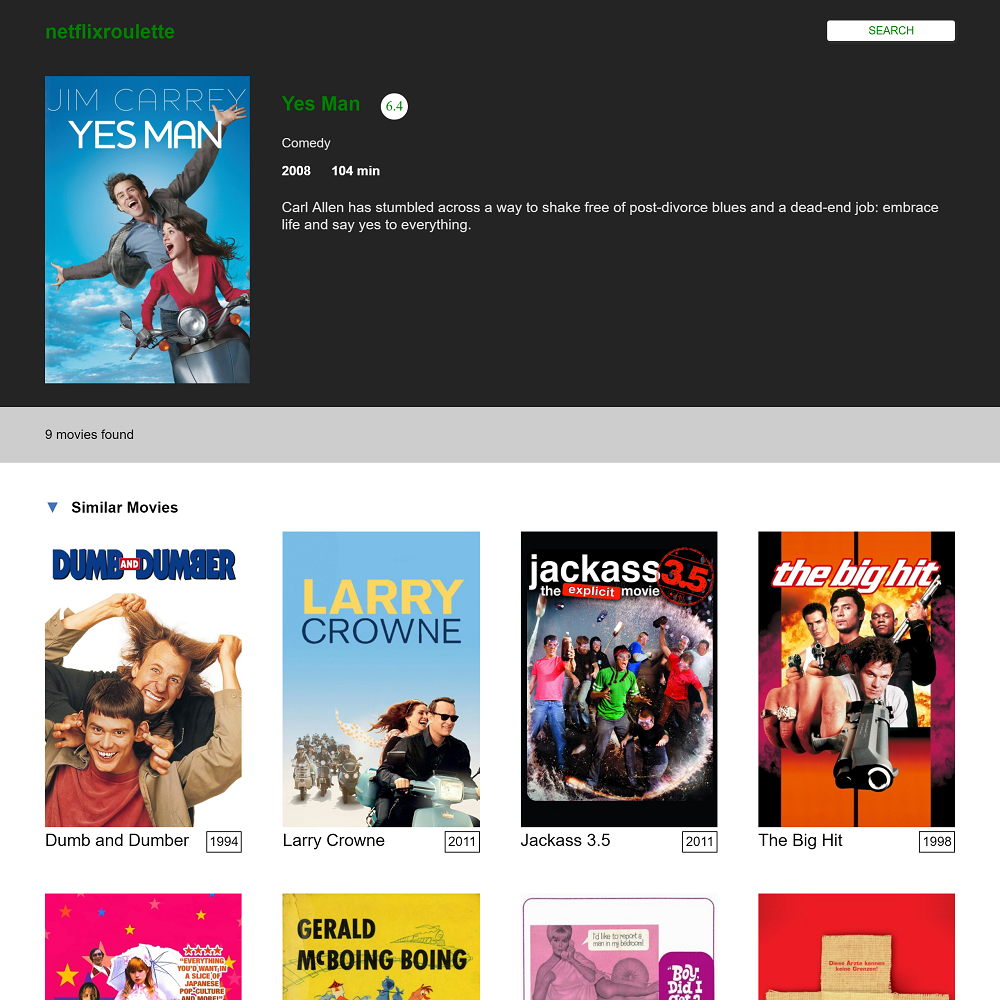 netflixroulette
SEARCH
JIM CARREY
YES MAN
Yes Man 6.4
Comedy
2008 104 min
Carl Allen has stumbled across a way to shake free of post-divorce blues and a dead-end job: embrace
life and say yes to everything.
9 movies found
▼ Similar Movies
DUMB AND DUMBER
LARRY
CROWNE
jackass 3.5
the explicit movie
the big hit
Dumb and Dumber 1994
Larry Crowne 2011
Jackass 3.5 2011
The Big Hit 1998
"EVERYTHING
YOU'D WANT IN
A SLICE OF
JAPANESE
POP-CULTURE
AND MORE!"
GERALD
McBOING BOING
I'd like to report a
man in my bedroom!
"Boy,
Did I
get a
Diese Ärzte kennen
keine Grenzen!